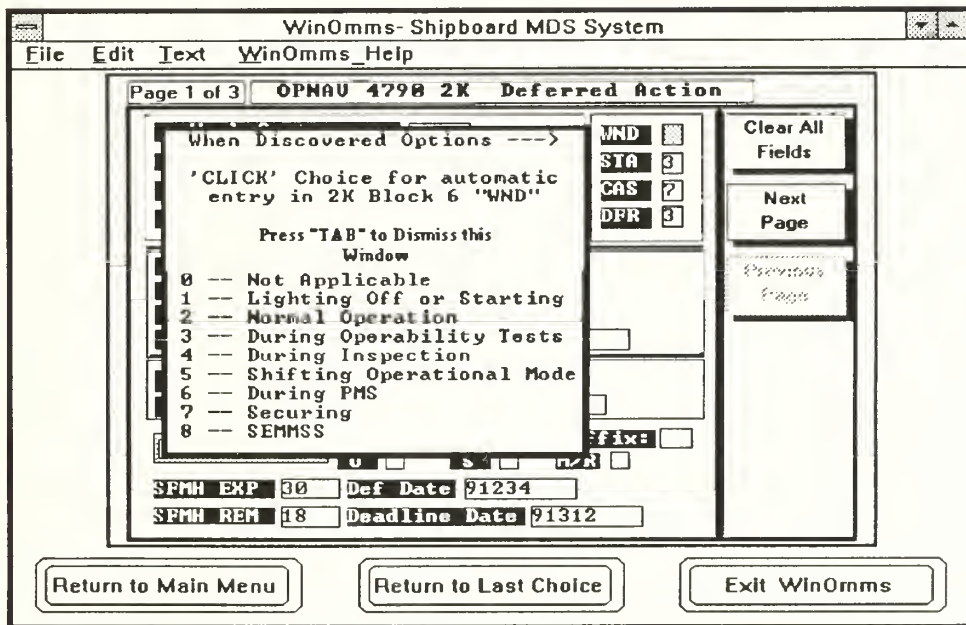 WinOmms- Shipboard MDS System
File Edit Text WinOmms_Help
Page 1 of 3 OPNAV 4790 2K Deferred Action
When Discovered Options --->
'CLICK' Choice for automatic
entry in 2K Block 6 "WND"
Press "TAB" to Dismiss this
Window
0 -- Not Applicable
1 -- Lighting Off or Starting
2 -- Normal Operation
3 -- During Operability Tests
4 -- During Inspection
5 -- Shifting Operational Mode
6 -- During PMS
7 -- Securing
8 -- SEMMSS
WND
STA 3
CAS 7
DFR 3
Clear All
Fields
Next
Page
Previous
Page
ffix:
M/R
SFMH EXP 30 Def Date 91234
SFMH REM 18 Deadline Date 91312
Return to Main Menu Return to Last Choice Exit WinOmms